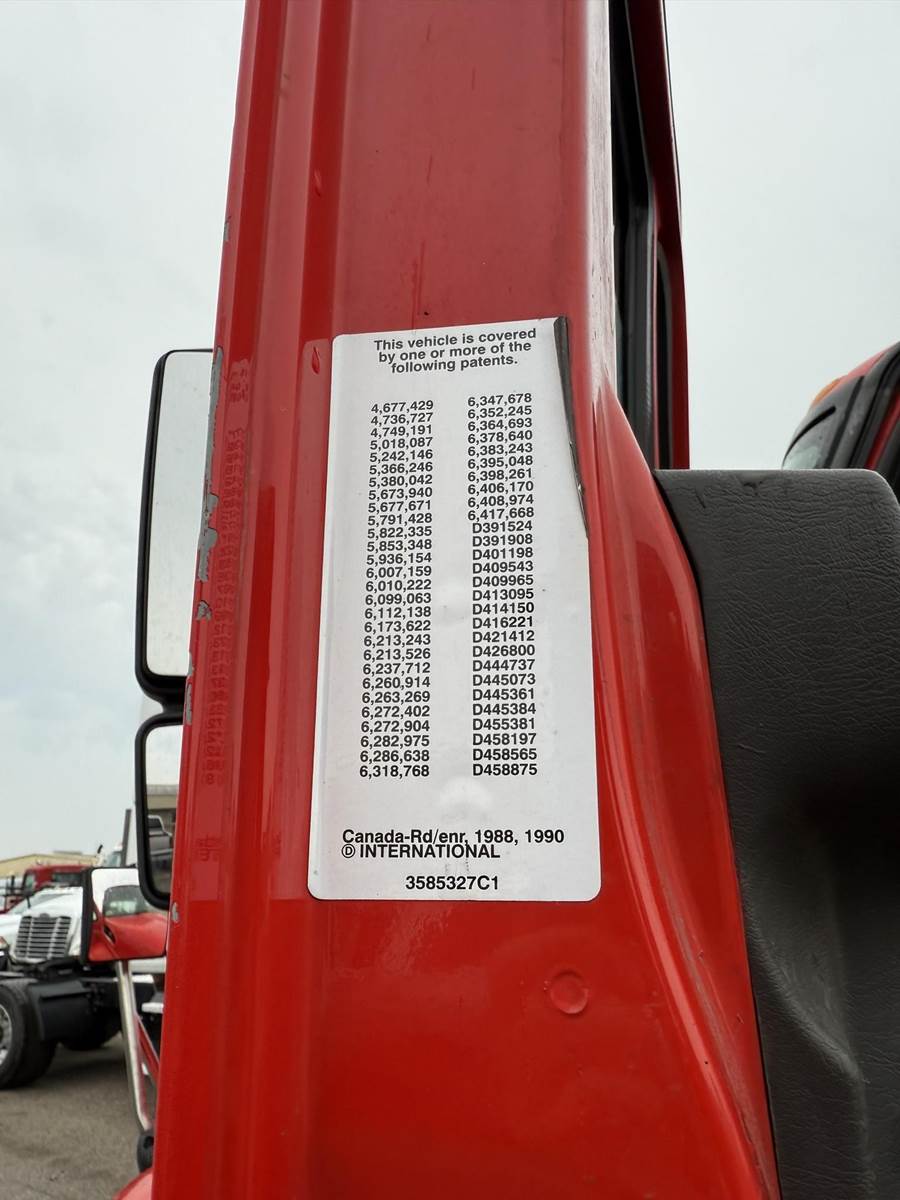 This vehicle is covered
by one or more of the
following patents.
4,677,429
4,736,727
4,749,191
5,018,087
5,242,146
5,366,246
5,380,042
5,673,940
5,677,671
5,791,428
5,822,335
5,853,348
5,936,154
6,007,159
6,010,222
6,099,063
6,112,138
6,173,622
6,213,243
6,213,526
6,237,712
6,260,914
6,263,269
6,272,402
6,272,904
6,282,975
6,286,638
6,318,768
6,347,678
6,352,245
6,364,693
6,378,640
6,383,243
6,395,048
6,398,261
6,406,170
6,408,974
6,417,668
D391524
D391908
D401198
D409543
D409965
D413095
D414150
D416221
D421412
D426800
D444737
D445073
D445361
D445384
D455381
D458197
D458565
D458875
Canada-Rd/enr. 1988, 1990
Ⓓ INTERNATIONAL
3585327C1